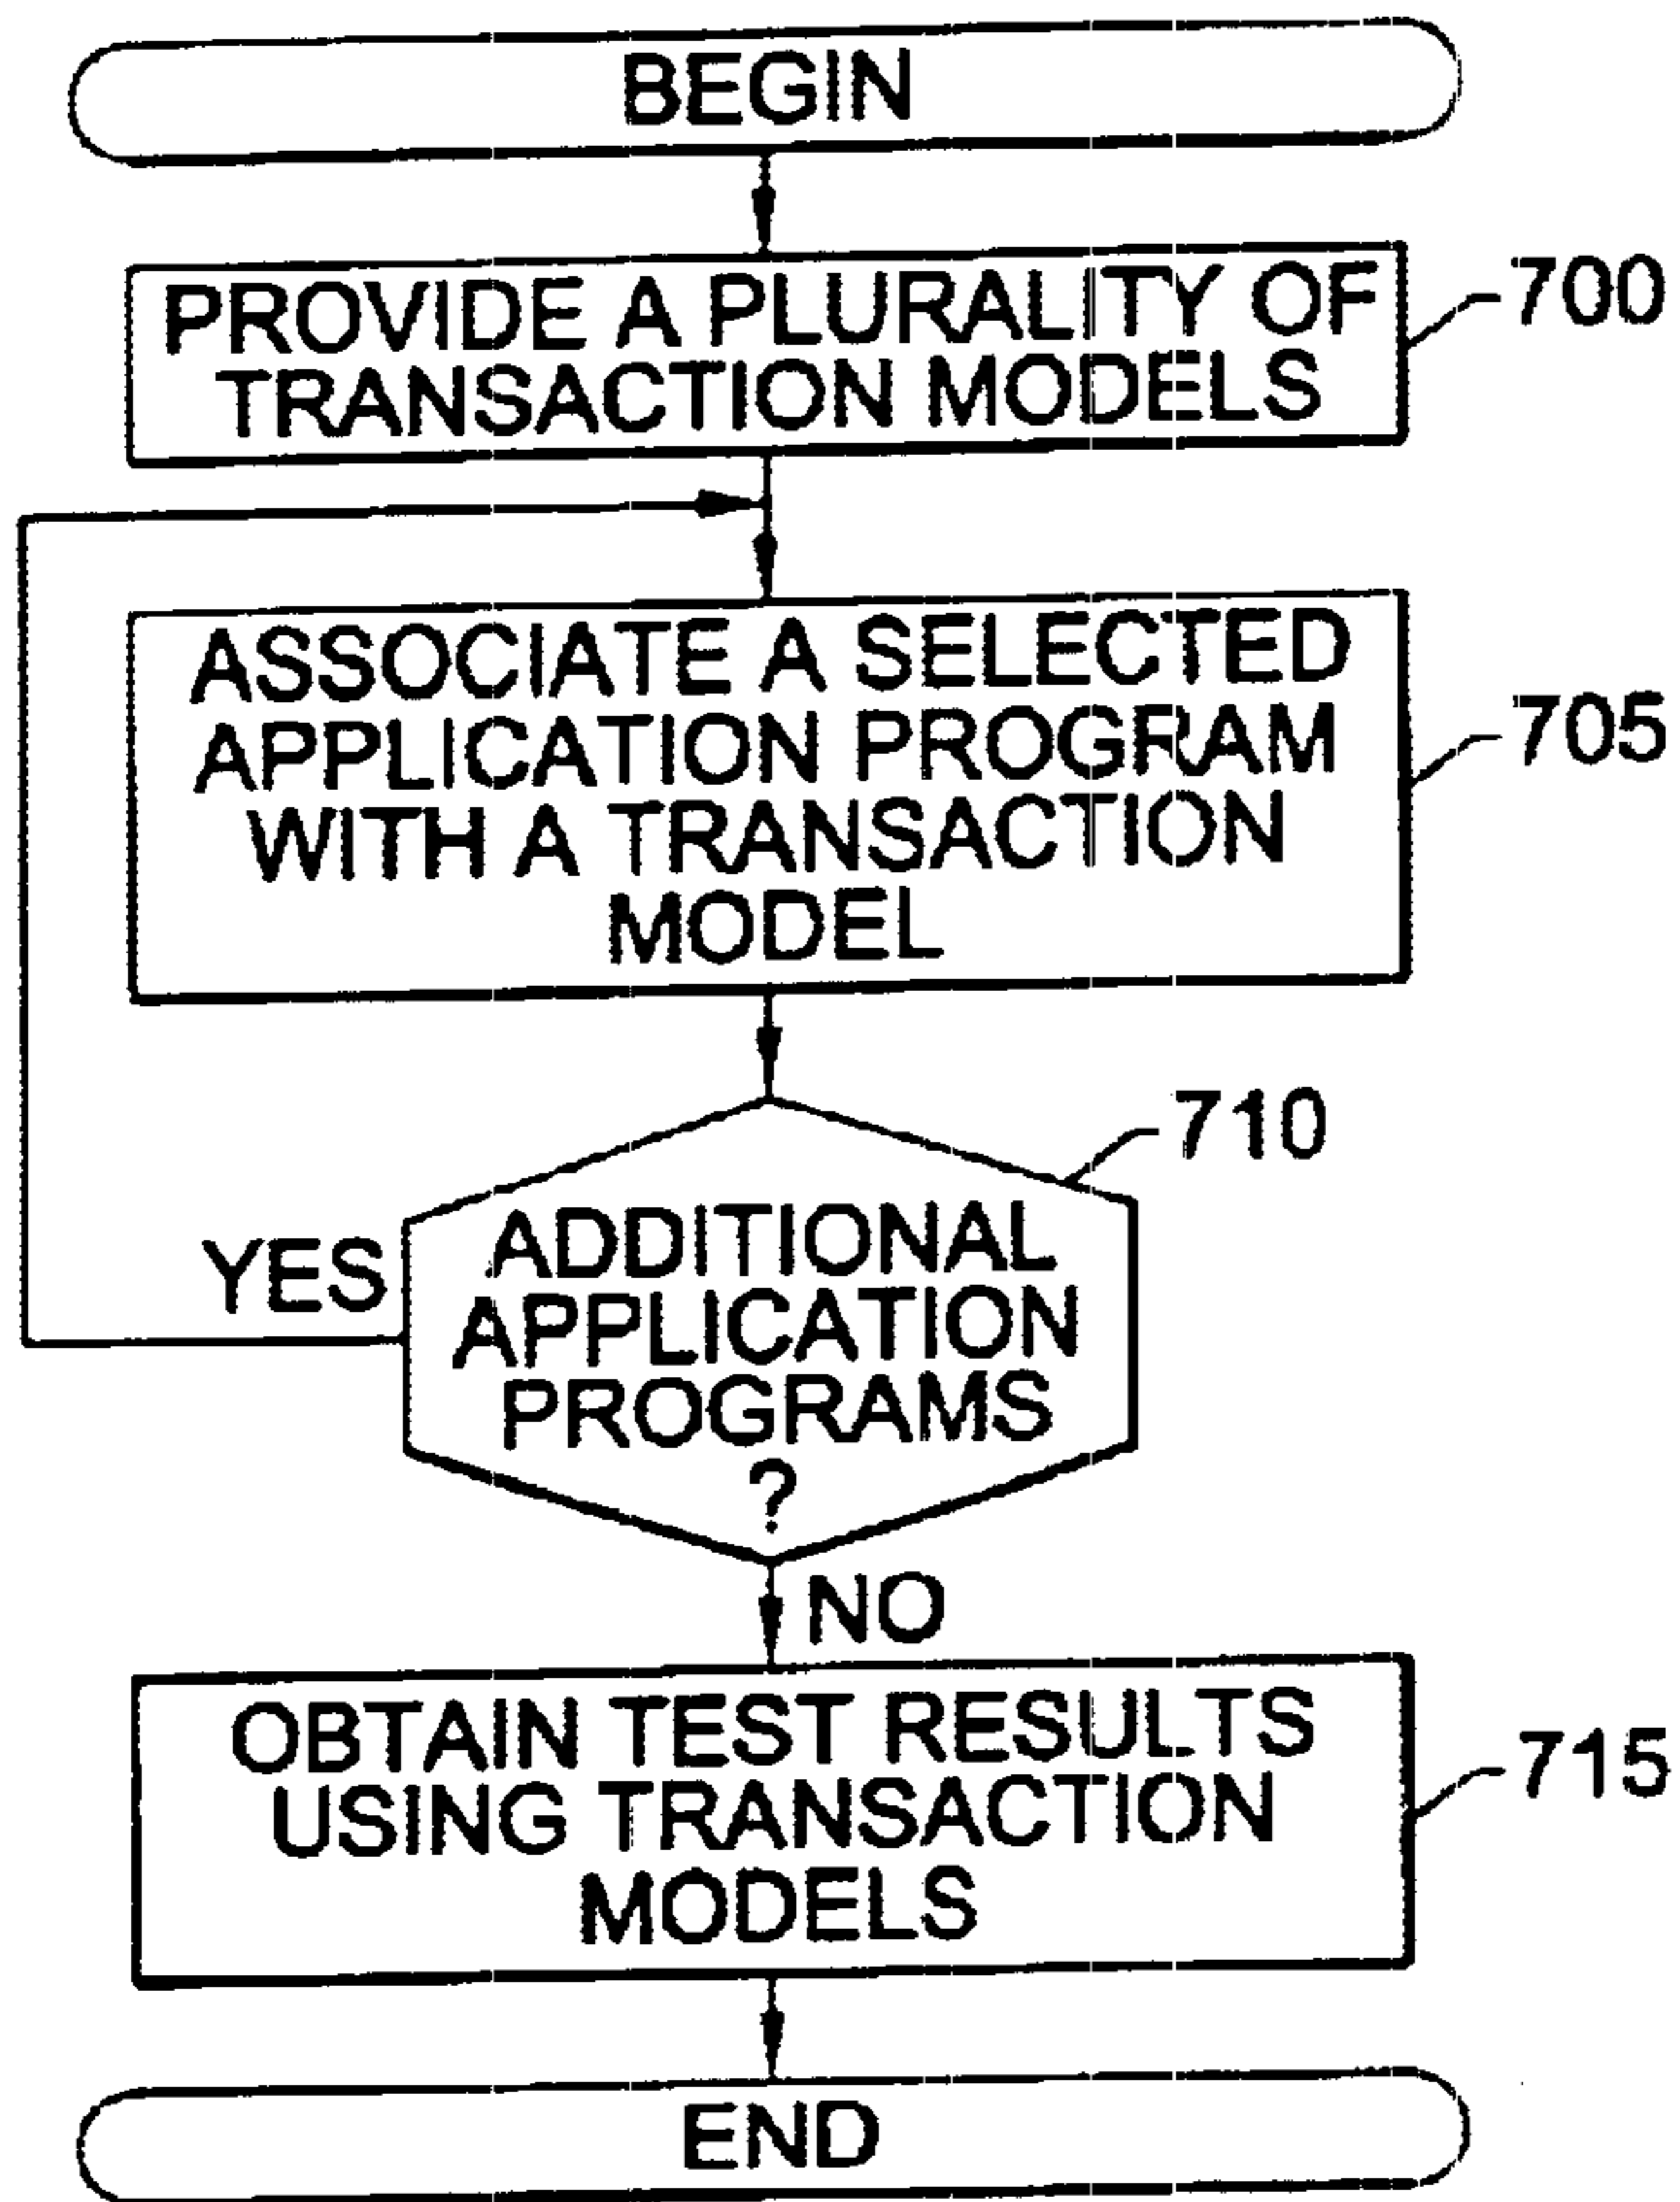 BEGIN
PROVIDE A PLURALITY OF
TRANSACTION MODELS
700
ASSOCIATE A SELECTED
APPLICATION PROGRAM
WITH A TRANSACTION
MODEL
705
710
ADDITIONAL
APPLICATION
PROGRAMS
?
YES
NO
OBTAIN TEST RESULTS
USING TRANSACTION
MODELS
715
END